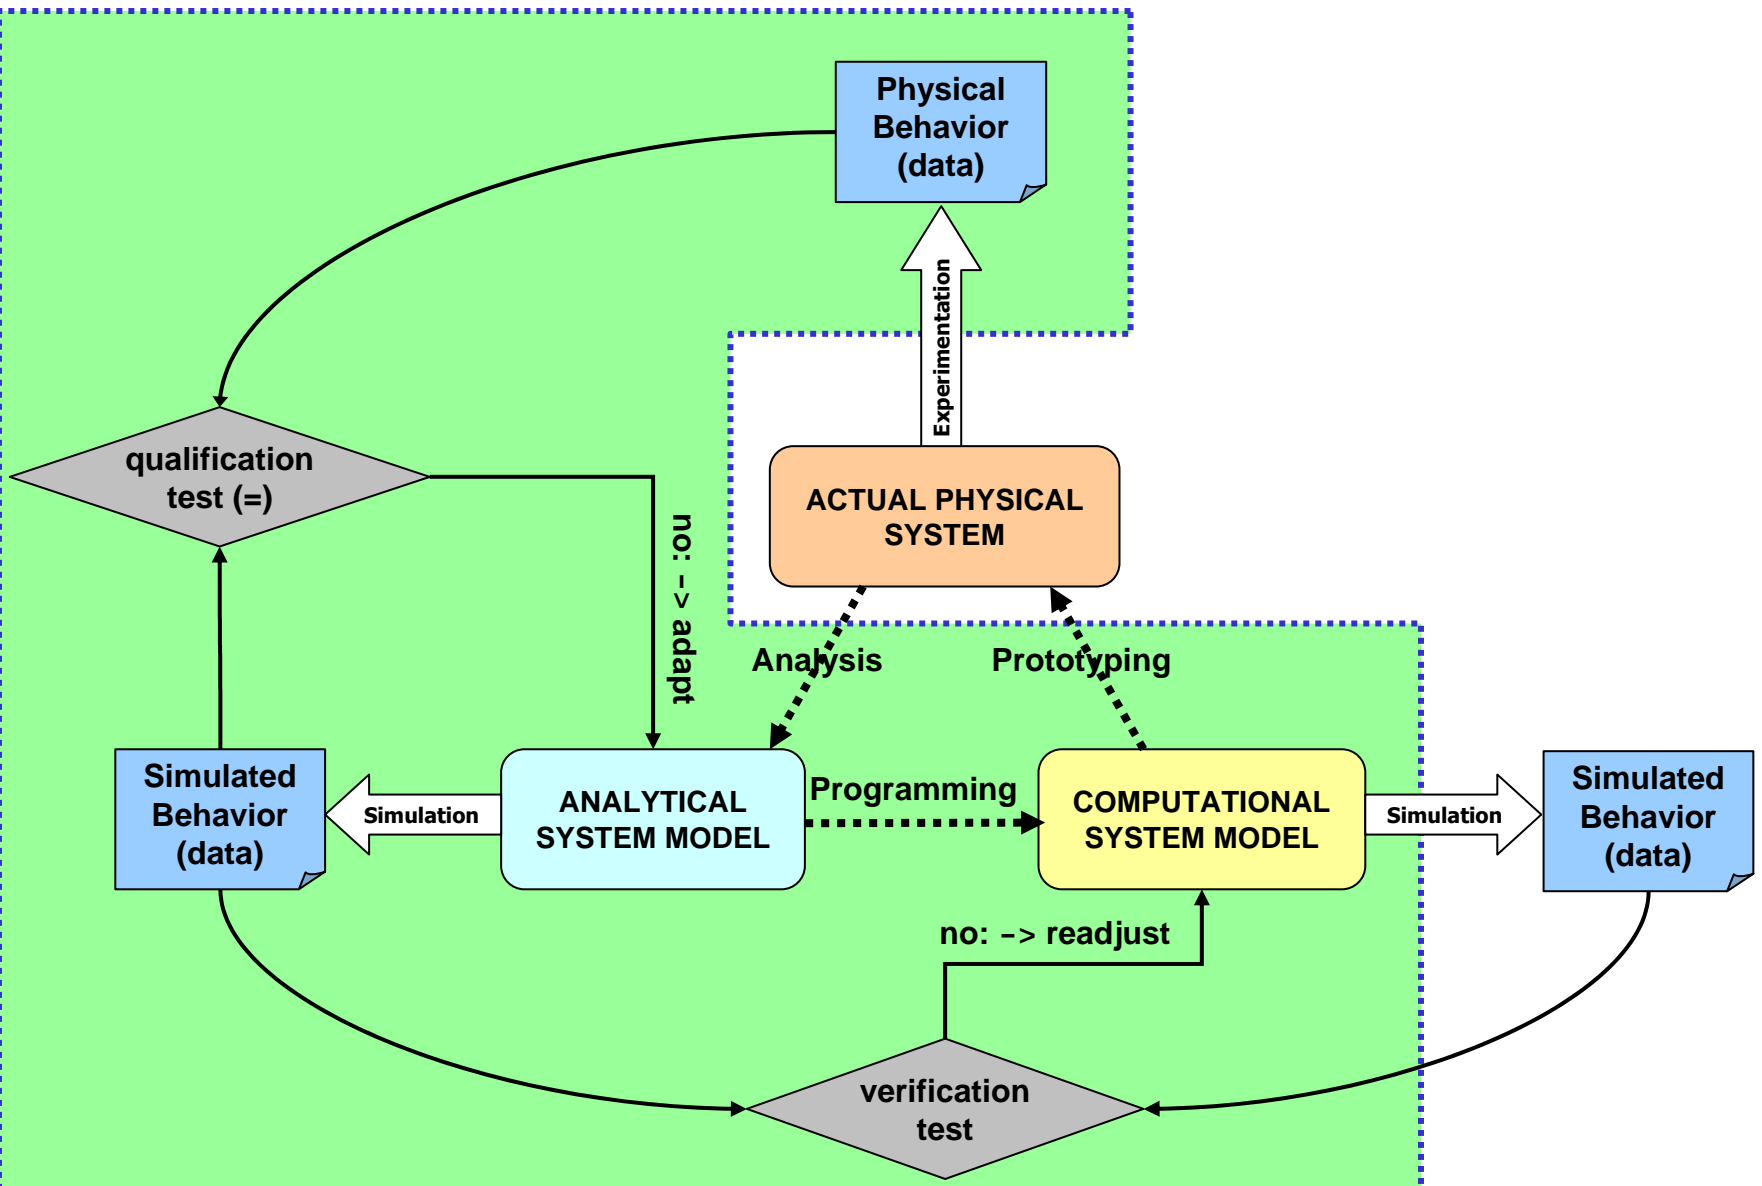 Physical
Behavior
(data)
Experimentation
qualification
test (=)
ACTUAL PHYSICAL
SYSTEM
no: -> adapt
Analysis
Prototyping
Simulated
Behavior
(data)
Simulation
ANALYTICAL
SYSTEM MODEL
Programming
COMPUTATIONAL
SYSTEM MODEL
Simulation
Simulated
Behavior
(data)
no: -> readjust
verification
test